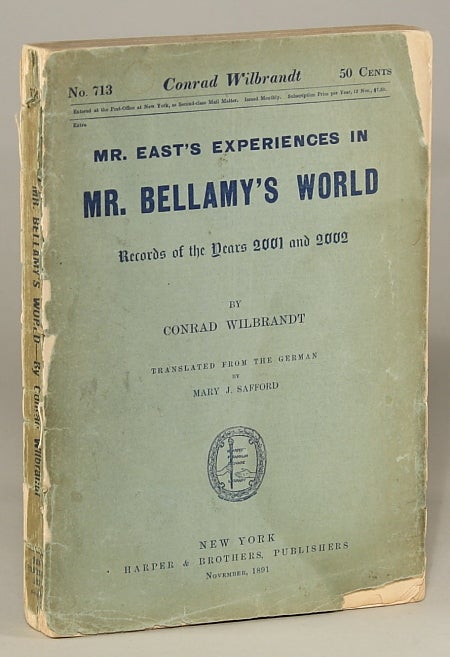 No. 713 Conrad Wilbrandt 50 Cents
Entered at the Post-Office at New York, as Second-class Mail Matter. Issued Monthly. Subscription Price per Year, 12 Nos.,
Extra
MR. EAST'S EXPERIENCES IN
MR. BELLAMY'S WORLD
Records of the Years 2001 and 2002
BY
CONRAD WILBRANDT
TRANSLATED FROM THE GERMAN
BY
MARY J. SAFFORD
NEW YORK
HARPER & BROTHERS, PUBLISHERS
November, 1891
MR. BELLAMY'S WORLD—By Conrad Wilbrandt